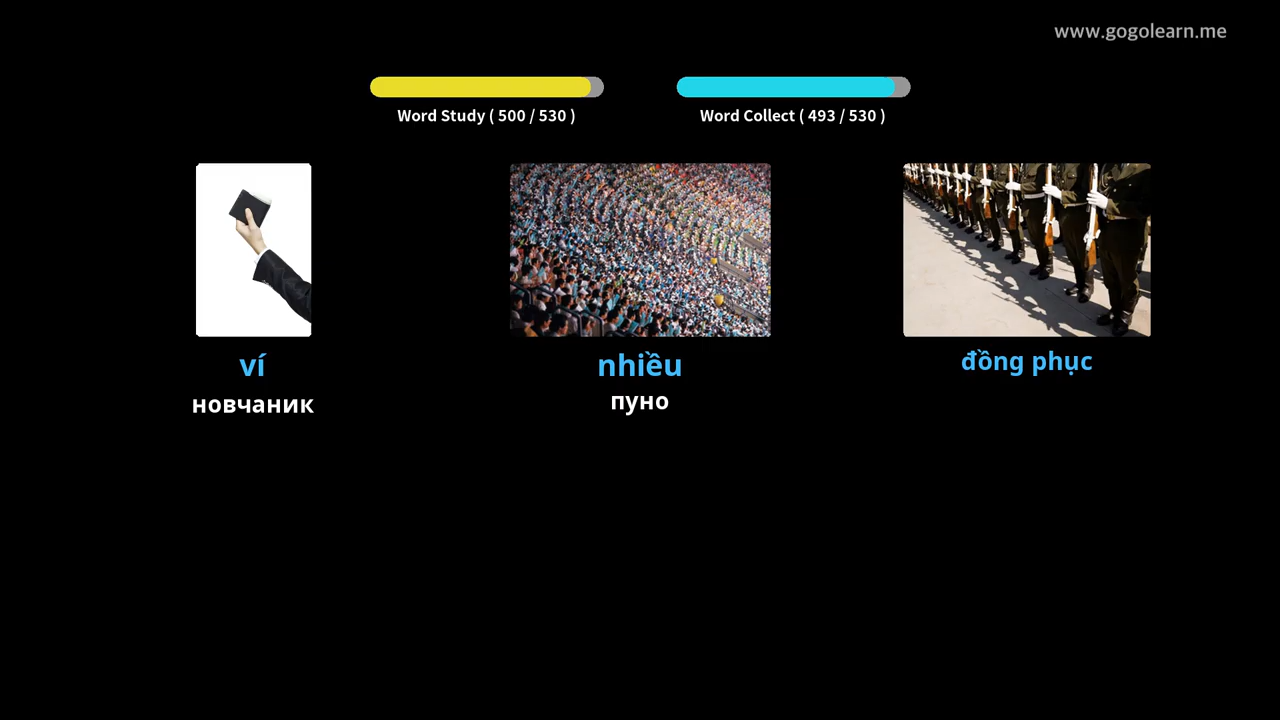 www.gogolearn.me
Word Study ( 500 / 530 )
Word Collect ( 493 / 530 )
ví
nhiều
đồng phục
новчаник
пуно